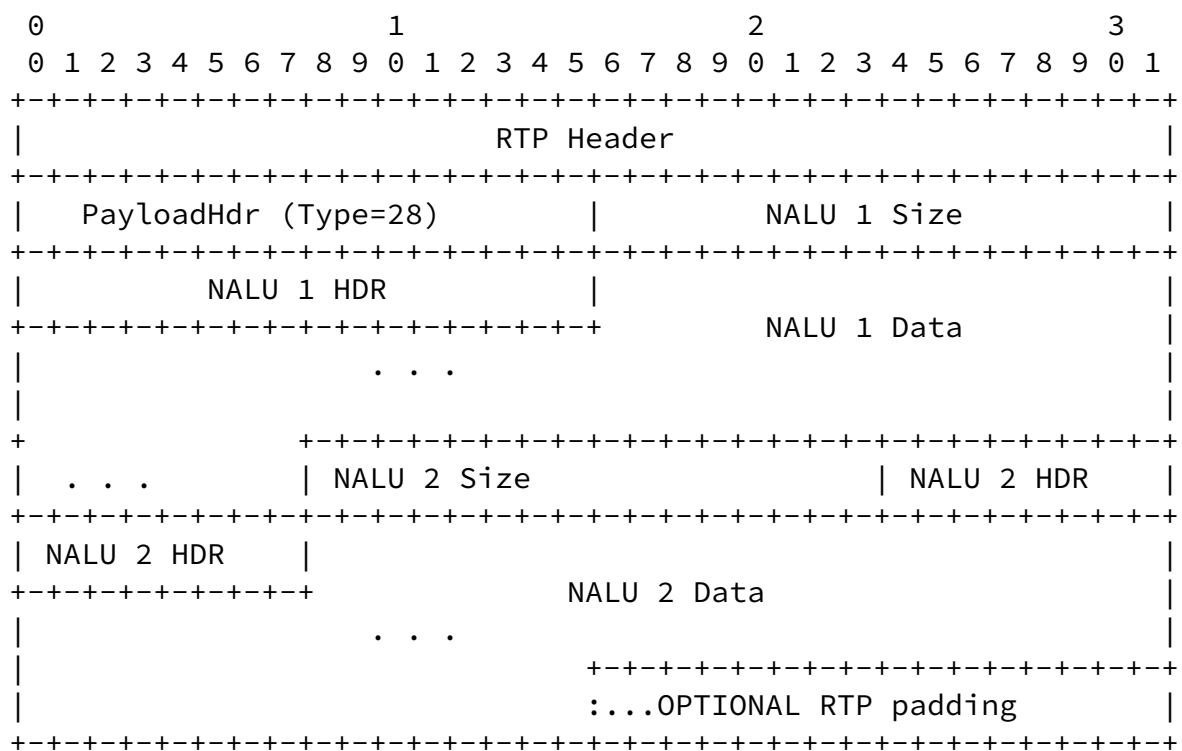 0                   1                   2                   3
 0 1 2 3 4 5 6 7 8 9 0 1 2 3 4 5 6 7 8 9 0 1 2 3 4 5 6 7 8 9 0 1
+-+-+-+-+-+-+-+-+-+-+-+-+-+-+-+-+-+-+-+-+-+-+-+-+-+-+-+-+-+-+-+-+
|                          RTP Header                           |
+-+-+-+-+-+-+-+-+-+-+-+-+-+-+-+-+-+-+-+-+-+-+-+-+-+-+-+-+-+-+-+-+
|   PayloadHdr (Type=28)        |         NALU 1 Size           |
+-+-+-+-+-+-+-+-+-+-+-+-+-+-+-+-+-+-+-+-+-+-+-+-+-+-+-+-+-+-+-+-+
|          NALU 1 HDR           |                               |
+-+-+-+-+-+-+-+-+-+-+-+-+-+-+-+-+         NALU 1 Data           |
|                   . . .                                       |
|                                                               |
+               +-+-+-+-+-+-+-+-+-+-+-+-+-+-+-+-+-+-+-+-+-+-+-+-+
|  . . .        | NALU 2 Size                   | NALU 2 HDR    |
+-+-+-+-+-+-+-+-+-+-+-+-+-+-+-+-+-+-+-+-+-+-+-+-+-+-+-+-+-+-+-+-+
| NALU 2 HDR    |                                               |
+-+-+-+-+-+-+-+-+              NALU 2 Data                      |
|                   . . .                                       |
|                               +-+-+-+-+-+-+-+-+-+-+-+-+-+-+-+-+
|                               :...OPTIONAL RTP padding        |
+-+-+-+-+-+-+-+-+-+-+-+-+-+-+-+-+-+-+-+-+-+-+-+-+-+-+-+-+-+-+-+-+